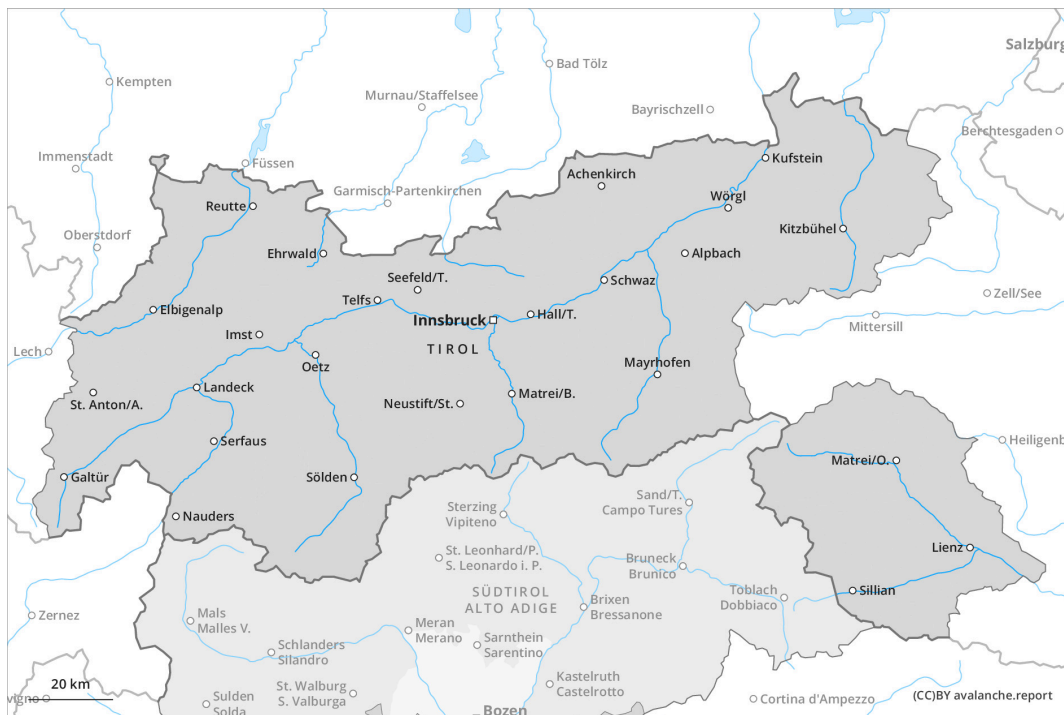 Salzburg
Bad Tölz
Kempten
Murnau/Staffelsee
Bayrischzell
Berchtesgaden
Immenstadt
Füssen
Kufstein
Garmisch-Partenkirchen
Achenkirch
Reutte
Wörgl
Oberstdorf
Kitzbühel
Ehrwald
Alpbach
Seefeld/T.
Schwaz
Zell/See
Telfs
Elbigenalp
Innsbruck
Hall/T.
Mittersill
Imst
TIROL
Lech
Oetz
Mayrhofen
Landeck
St. Anton/A.
Neustift/St.
Matrei/B.
Serfaus
Heiligenb
Matrei/O.
Galtür
Sölden
Sand/T.
Campo Tures
Sterzing
Vipiteno
Nauders
Lienz
St. Leonhard/P.
S. Leonardo i. P.
Bruneck
Brunico
SÜDTIROL
ALTO ADIGE
Sillian
Toblach
Dobbiaco
Brixen
Bressanone
Zernez
Mals
Malles V.
Meran
Merano
Sarnthein
Sarentino
Schlanders
Silandro
Kastelruth
Castelrotto
20 km
St. Walburg
S. Valburga
vigno
Sulden
Solda
Cortina d'Ampezzo
(CC)BY avalanche.report
Bozen